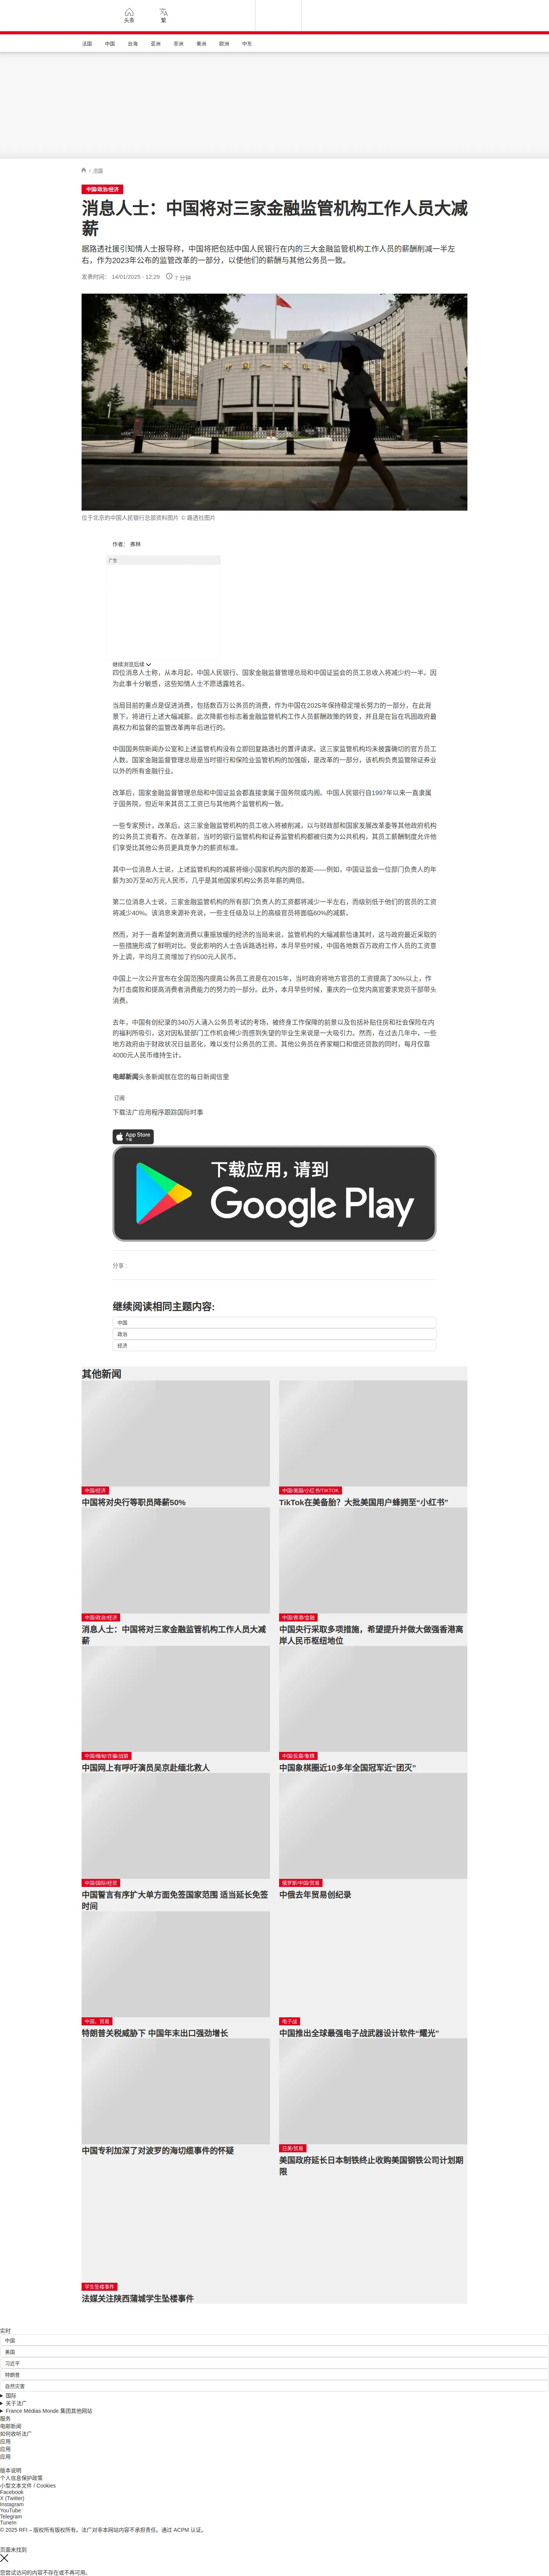 头条
繁
法国
中国
台海
亚洲
非洲
美洲
欧洲
中东
/ 中国
中国/政治/经济
消息人士：中国将对三家金融监管机构工作人员大减
薪
据路透社援引知情人士报导称，中国将把包括中国人民银行在内的三大金融监管机构工作人员的薪酬削减一半左
右，作为2023年公布的监管改革的一部分，以使他们的薪酬与其他公务员一致。
发表时间： 14/01/2025 - 12:29
7 分钟
中国人民银行
位于北京的中国人民银行总部资料图片 © 路透社图片
作者： 弗林
广告
继续浏览后续
四位消息人士称，从本月起，中国人民银行、国家金融监督管理总局和中国证监会的员工总收入将减少约一半。因
为此事十分敏感，这些知情人士不愿透露姓名。
当局目前的重点是促进消费，包括数百万公务员的消费，作为中国在2025年保持稳定增长努力的一部分，在此背
景下，将进行上述大幅减薪。此次降薪也标志着金融监管机构工作人员薪酬政策的转变，并且是在旨在巩固政府最
高权力和监督的监管改革两年后进行的。
中国国务院新闻办公室和上述监管机构没有立即回复路透社的置评请求。这三家监管机构均未披露确切的官方员工
人数。国家金融监督管理总局是当时银行和保险业监管机构的加强版，是改革的一部分，该机构负责监管除证券业
以外的所有金融行业。
改革后，国家金融监督管理总局和中国证监会都直接隶属于国务院或内阁。中国人民银行自1997年以来一直隶属
于国务院，但近年来其员工工资已与其他两个监管机构一致。
一些专家预计，改革后，这三家金融监管机构的员工收入将被削减，以与财政部和国家发展改革委等其他政府机构
的公务员工资看齐。在改革前，当时的银行监管机构和证券监管机构都被归类为公共机构，其员工薪酬制度允许他
们享受比其他公务员更具竞争力的薪资标准。
其中一位消息人士说，上述监管机构的减薪将缩小国家机构内部的差距——例如，中国证监会一位部门负责人的年
薪为30万至40万元人民币，几乎是其他国家机构公务员年薪的两倍。
第二位消息人士说，三家金融监管机构的所有部门负责人的工资都将减少一半左右，而级别低于他们的官员的工资
将减少40%。该消息来源补充说，一些主任级及以上的高级官员将面临60%的减薪。
然而，对于一直希望刺激消费以重振放缓的经济的当局来说，监管机构的大幅减薪恰逢其时，这与政府最近采取的
一些措施形成了鲜明对比。受此影响的人士告诉路透社称，本月早些时候，中国各地数百万政府工作人员的工资意
外上调，平均月工资增加了约500元人民币。
中国上一次公开宣布在全国范围内提高公务员工资是在2015年，当时政府将地方官员的工资提高了30%以上，作
为打击腐败和提高消费者消费能力的努力的一部分。此外，本月早些时候，重庆的一位党内高官要求党员干部带头
消费。
去年，中国有创纪录的340万人涌入公务员考试的考场，被终身工作保障的前景以及包括补贴住房和社会保险在内
的福利所吸引，这对因私营部门工作机会稀少而感到失望的毕业生来说是一大吸引力。然而，在过去几年中，一些
地方政府由于财政状况日益恶化，难以支付公务员的工资。其他公务员在养家糊口和偿还贷款的同时，每月仅靠
4000元人民币维持生计。
电邮新闻头条新闻就在您的每日新闻信里
订阅
下载法广应用程序跟踪国际时事
App Store
下载
下载应用，请到
Google Play
分享 :
继续阅读相同主题内容:
中国
政治
经济
其他新闻
中国/经济
中国将对央行等职员降薪50%
中国/美国/小红书/TIKTOK
TikTok在美备胎？大批美国用户蜂拥至“小红书”
中国/政治/经济
消息人士：中国将对三家金融监管机构工作人员大减
薪
中国/香港/金融
中国央行采取多项措施，希望提升并做大做强香港离
岸人民币枢纽地位
中国/缅甸/诈骗/战狼
中国网上有呼吁演员吴京赴缅北救人
中国/反腐/象棋
中国象棋圈近10多年全国冠军近“团灭”
中国/国际/经贸
中国誓言有序扩大单方面免签国家范围 适当延长免签
时间
俄罗斯/中国/贸易
中俄去年贸易创纪录
中国、贸易
特朗普关税威胁下 中国年末出口强劲增长
电子战
中国推出全球最强电子战武器设计软件“耀光”
中国专利加深了对波罗的海切缆事件的怀疑
日美/贸易
美国政府延长日本制铁终止收购美国钢铁公司计划期
限
学生坠楼事件
法媒关注陕西蒲城学生坠楼事件
实时
中国
美国
习近平
特朗普
自然灾害
国际
关于法广
France Médias Monde 集团其他网站
服务
电邮新闻
如何收听法广
应用
应用
应用
版本说明
个人信息保护政策
小型文本文件 / Cookies
Facebook
X (Twitter)
Instagram
YouTube
Telegram
TuneIn
© 2025 RFI – 版权所有版权所有。法广对非本网站内容不承担责任。通过 ACPM 认证。
页面未找到
您尝试访问的内容不存在或不再可用。